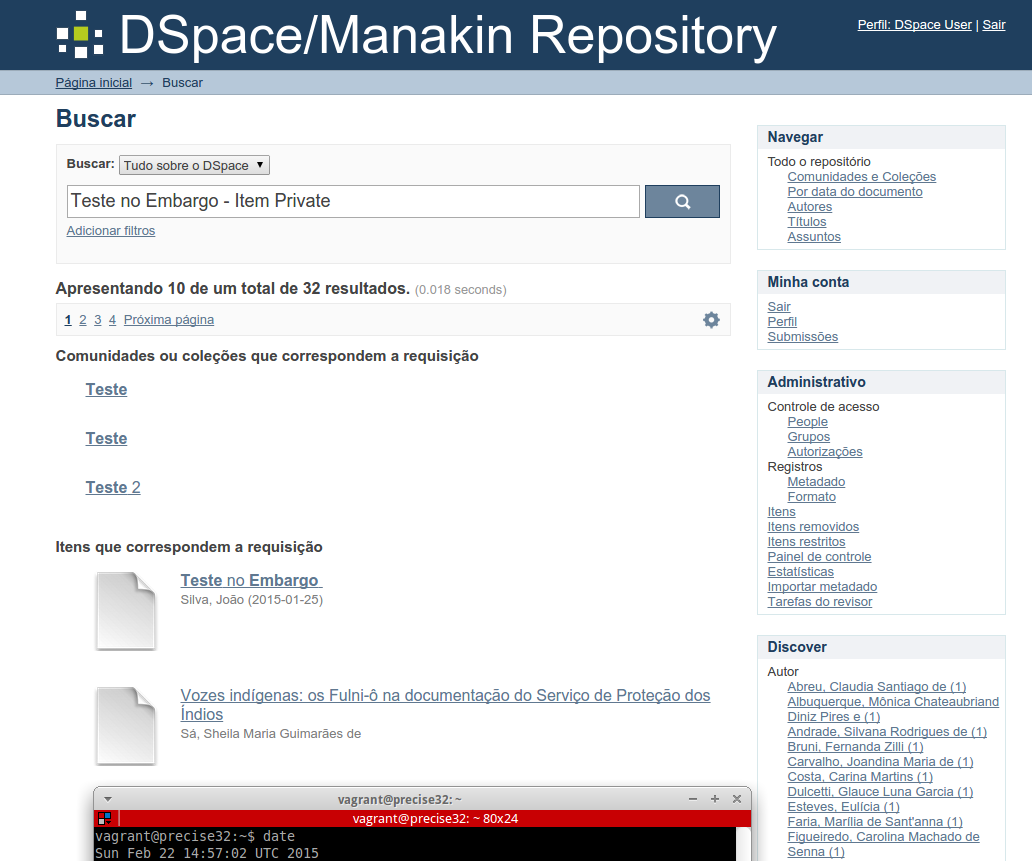 DSpace/Manakin Repository
Perfil: DSpace User | Sair
Página inicial → Buscar
Buscar
Buscar: Tudo sobre o DSpace
Teste no Embargo - Item Private
Adicionar filtros
Apresentando 10 de um total de 32 resultados. (0.018 seconds)
1 2 3 4 Próxima página
Comunidades ou coleções que correspondem a requisição
Teste
Teste
Teste 2
Itens que correspondem a requisição
Teste no Embargo
Silva, João (2015-01-25)
Vozes indígenas: os Fulni-ô na documentação do Serviço de Proteção dos
Índios
Sá, Sheila Maria Guimarães de
vagrant@precise32: ~
vagrant@precise32: ~ 80x24
vagrant@precise32:~$ date
Sun Feb 22 14:57:02 UTC 2015
Navegar
Todo o repositório
Comunidades e Coleções
Por data do documento
Autores
Títulos
Assuntos
Minha conta
Sair
Perfil
Submissões
Administrativo
Controle de acesso
People
Grupos
Autorizações
Registros
Metadado
Formato
Itens
Itens removidos
Itens restritos
Painel de controle
Estatísticas
Importar metadado
Tarefas do revisor
Discover
Autor
Abreu, Claudia Santiago de (1)
Albuquerque, Mônica Chateaubriand
Diniz Pires e (1)
Andrade, Silvana Rodrigues de (1)
Bruni, Fernanda Zilli (1)
Carvalho, Joandina Maria de (1)
Costa, Carina Martins (1)
Dulcetti, Glauce Luna Garcia (1)
Esteves, Eulícia (1)
Faria, Marília de Sant'anna (1)
Figueiredo, Carolina Machado de
Senna (1)